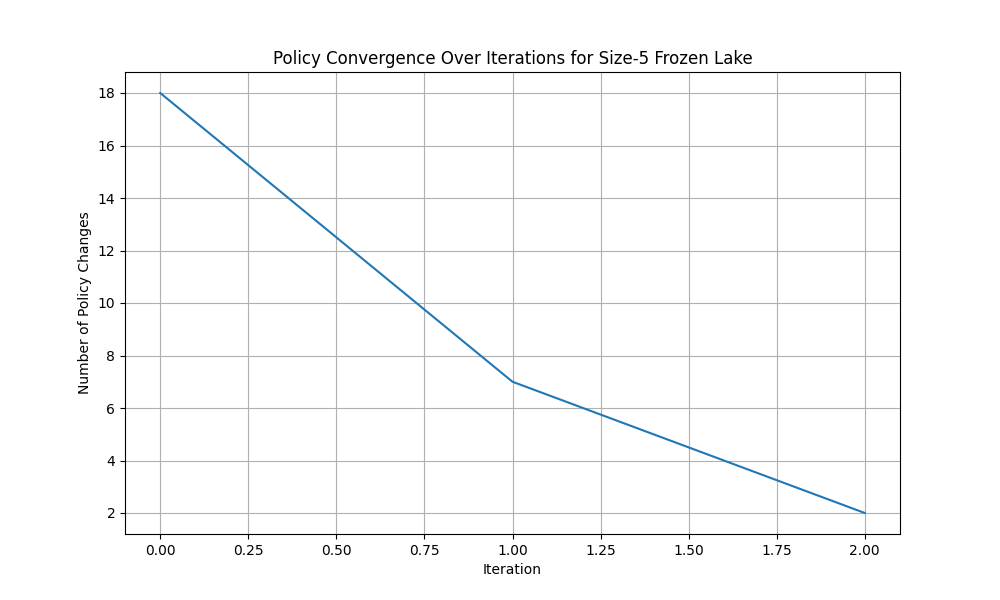 Policy Convergence Over Iterations for Size-5 Frozen Lake
Number of Policy Changes
18
16
14
12
10
8
6
4
2
0.00 0.25 0.50 0.75 1.00 1.25 1.50 1.75 2.00
Iteration